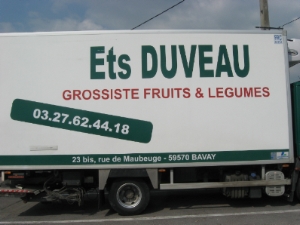 Ets DUVEAU
GROSSISTE FRUITS & LEGUMES
03.27.62.44.18
23 bis, rue de Maubeuge - 59570 BAVAY